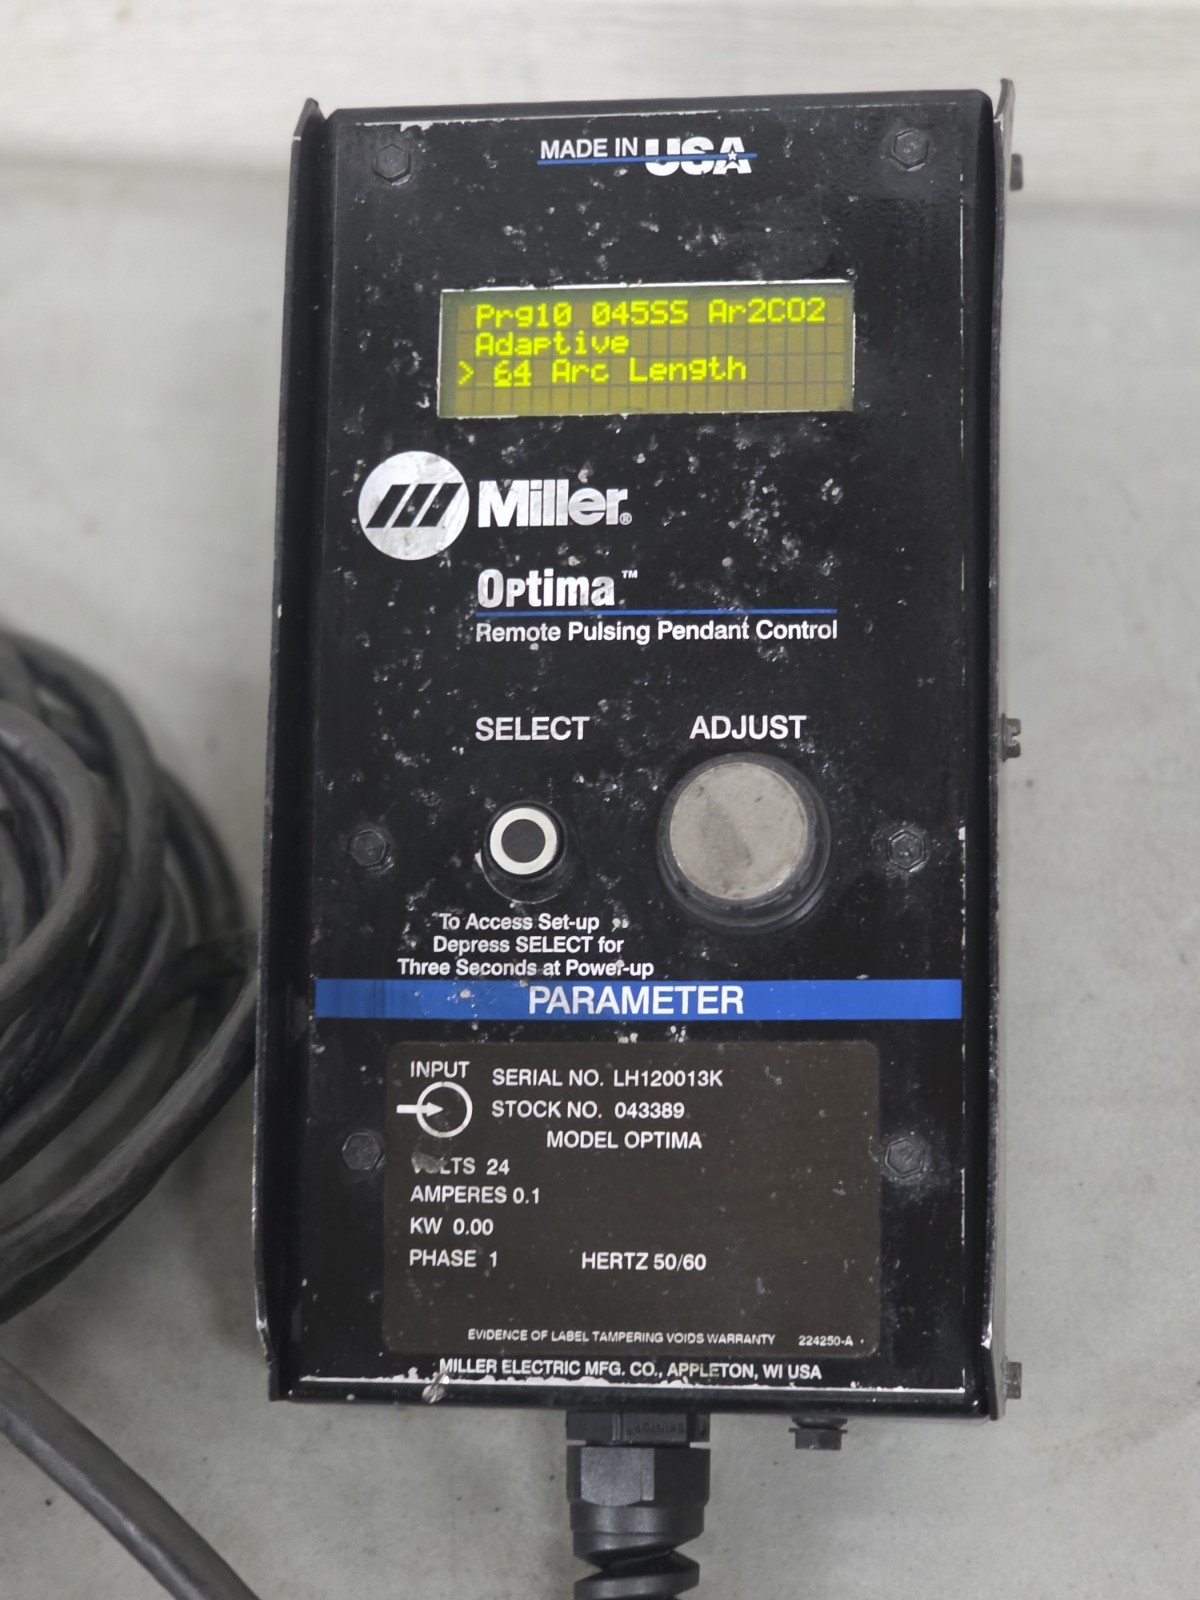 MADE IN USA
Prg10 045SS Ar2CO2
Adaptive
> 64 Arc Length
Miller®
Optima™
Remote Pulsing Pendant Control
SELECT ADJUST
To Access Set-up
Depress SELECT for
Three Seconds at Power-up
PARAMETER
INPUT
SERIAL NO. LH120013K
STOCK NO. 043389
MODEL OPTIMA
VOLTS 24
AMPERES 0.1
KW 0.00
PHASE 1 HERTZ 50/60
EVIDENCE OF LABEL TAMPERING VOIDS WARRANTY 224250-A
MILLER ELECTRIC MFG. CO., APPLETON, WI USA